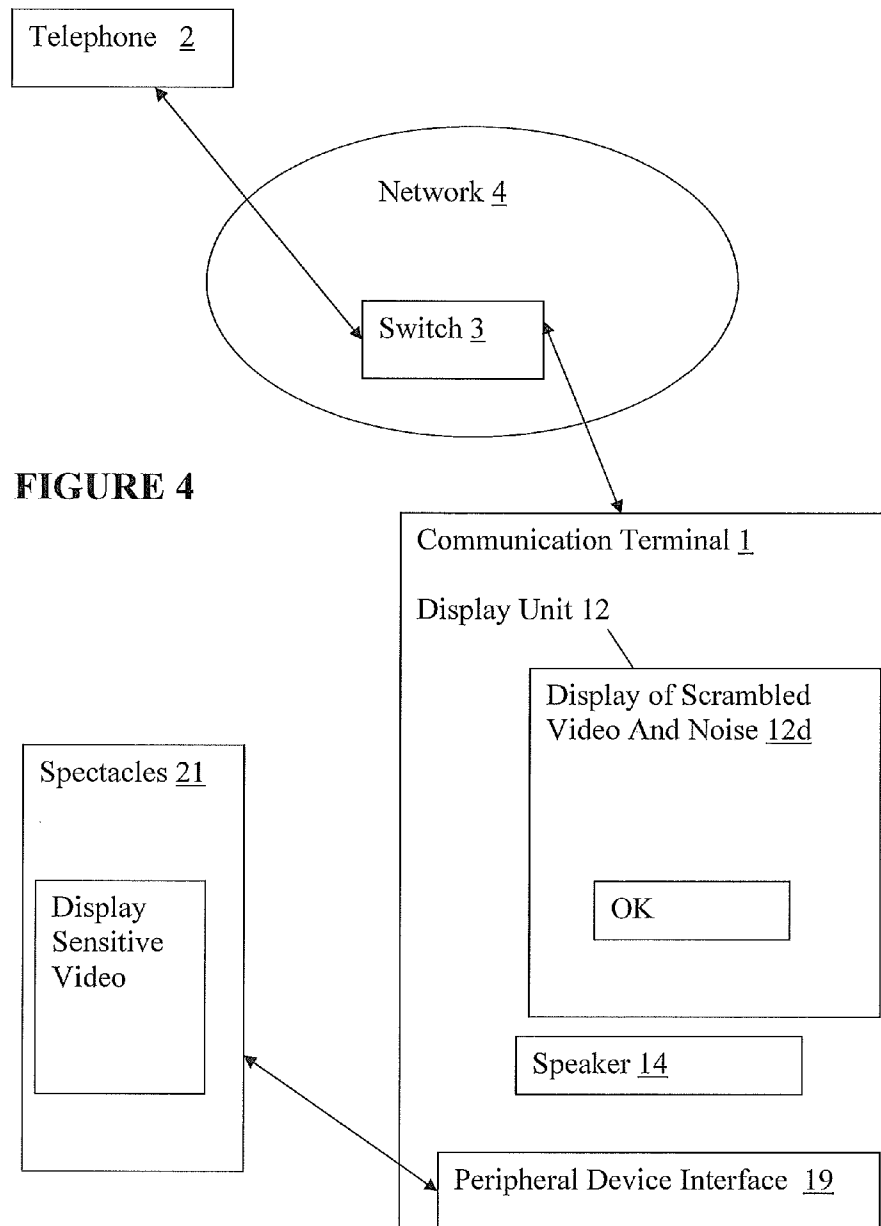 Telephone 2
Network 4
Switch 3
FIGURE 4
Communication Terminal 1
Display Unit 12
Display of Scrambled
Video And Noise 12d
Spectacles 21
Display
Sensitive
Video
OK
Speaker 14
Peripheral Device Interface 19